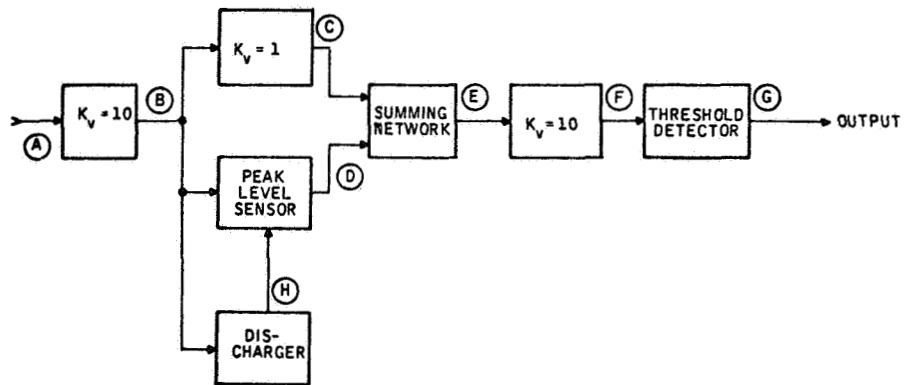 A
K_v = 10
B
K_v = 1
C
PEAK
LEVEL
SENSOR
D
H
DIS-
CHARGER
SUMMING
NETWORK
E
K_v = 10
F
THRESHOLD
DETECTOR
G
OUTPUT